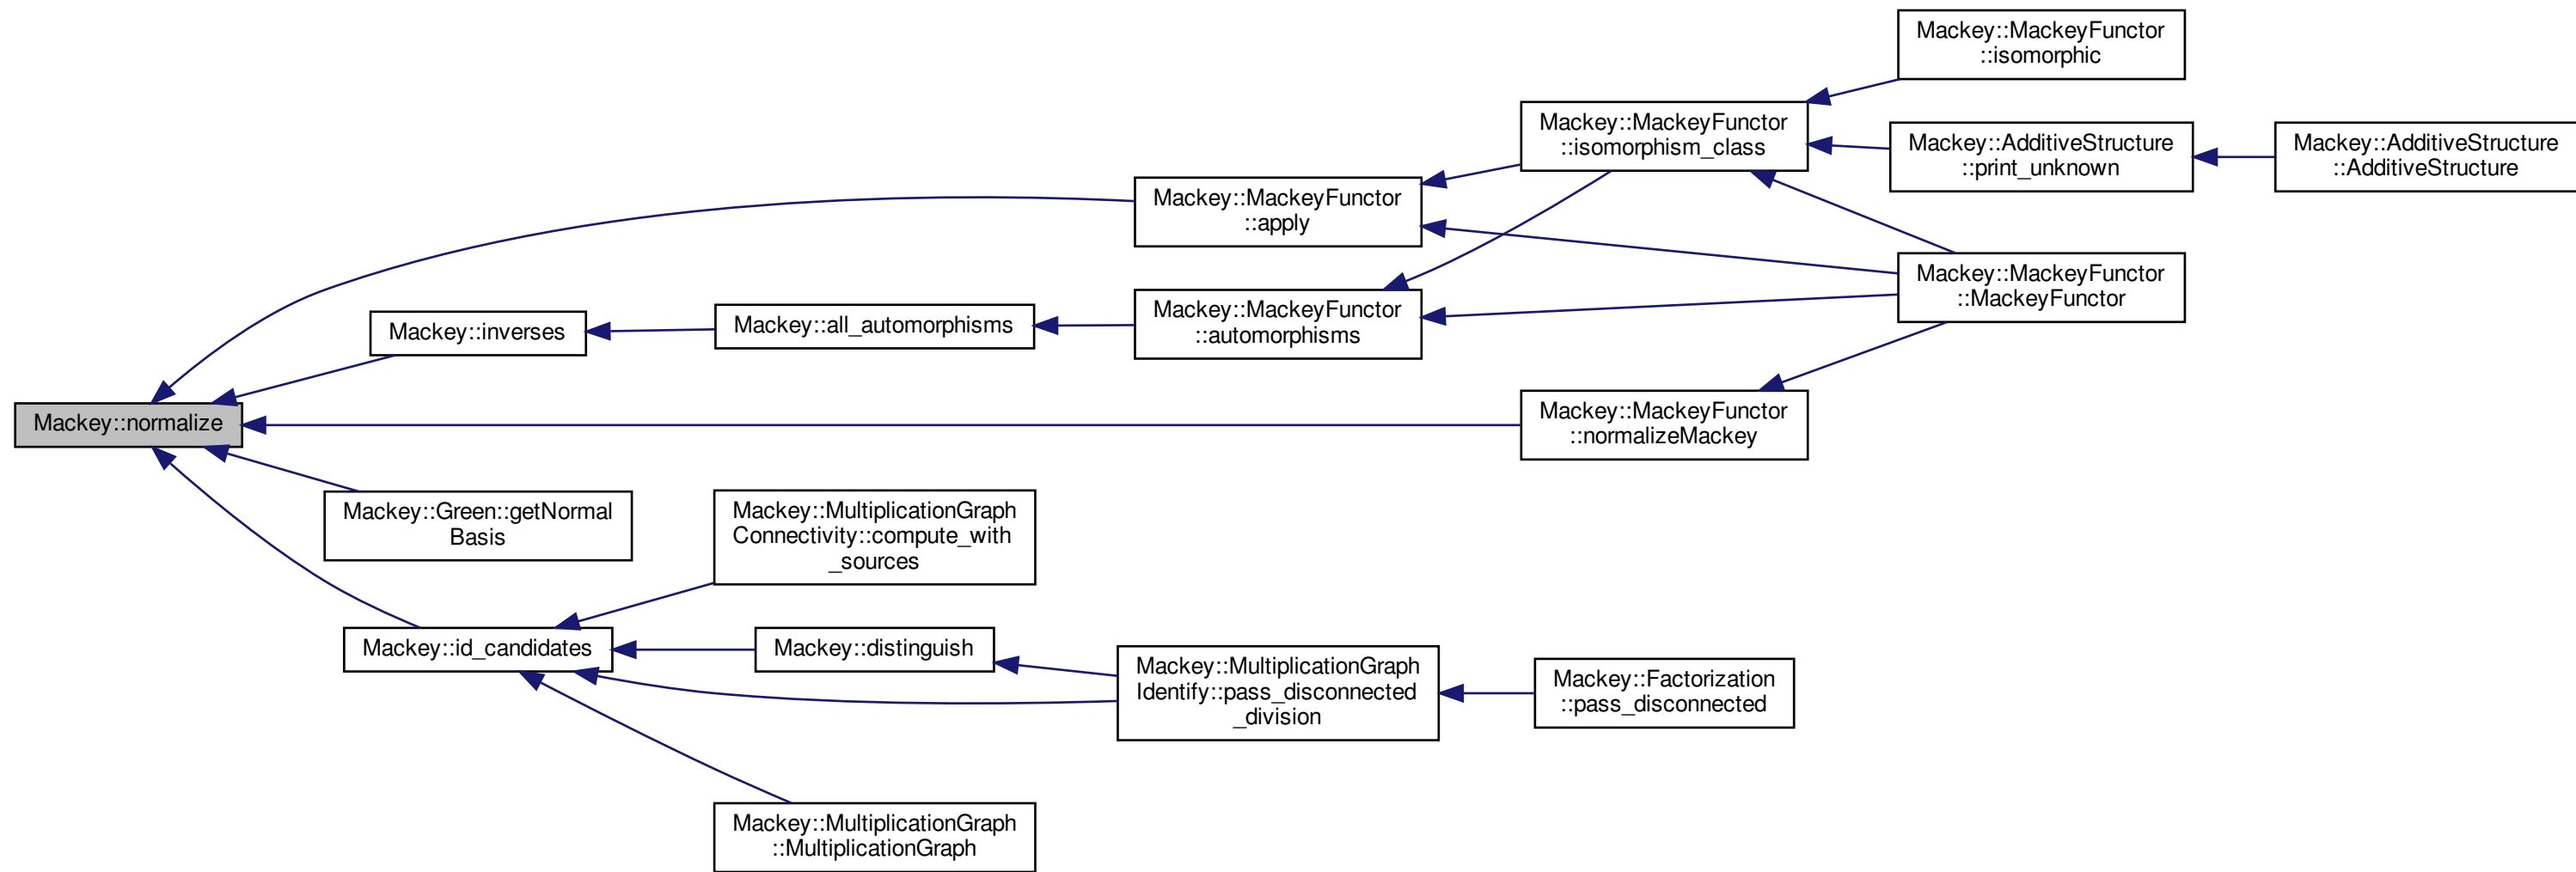 Mackey::MackeyFunctor
::isomorphic
Mackey::MackeyFunctor
::isomorphism_class
Mackey::AdditiveStructure
::print_unknown
Mackey::AdditiveStructure
::AdditiveStructure
Mackey::MackeyFunctor
::apply
Mackey::MackeyFunctor
::MackeyFunctor
Mackey::inverses
Mackey::all_automorphisms
Mackey::MackeyFunctor
::automorphisms
Mackey::normalize
Mackey::MackeyFunctor
::normalizeMackey
Mackey::Green::getNormal
Basis
Mackey::MultiplicationGraph
Connectivity::compute_with
_sources
Mackey::id_candidates
Mackey::distinguish
Mackey::MultiplicationGraph
Identify::pass_disconnected
_division
Mackey::Factorization
::pass_disconnected
Mackey::MultiplicationGraph
::MultiplicationGraph